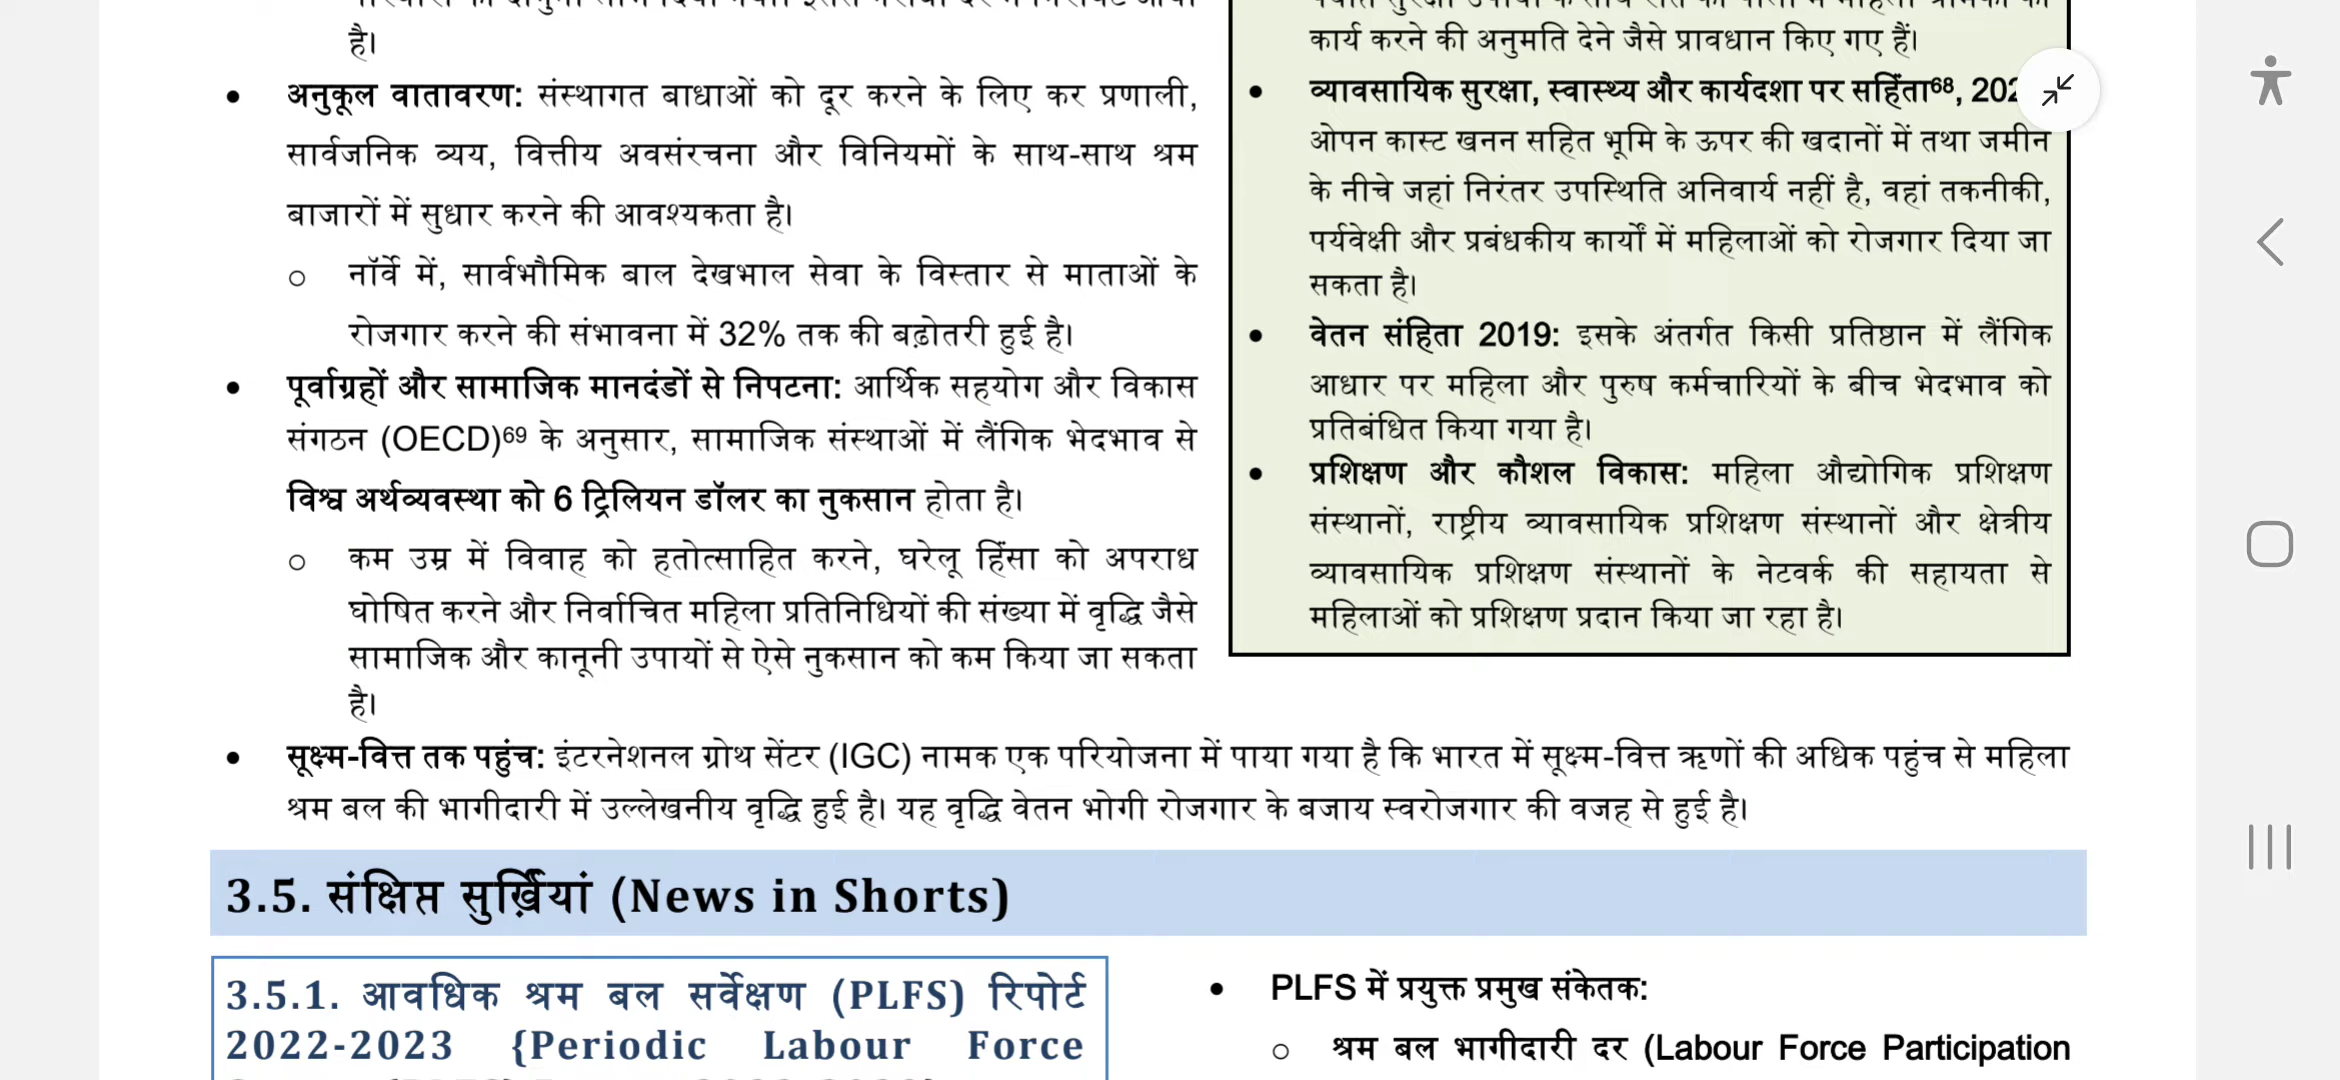 है।
• अनुकूल वातावरण: संस्थागत बाधाओं को दूर करने के लिए कर प्रणाली,
सार्वजनिक व्यय, वित्तीय अवसंरचना और विनियमों के साथ-साथ श्रम
बाजारों में सुधार करने की आवश्यकता है।
o नॉर्वे में, सार्वभौमिक बाल देखभाल सेवा के विस्तार से माताओं के
रोजगार करने की संभावना में 32% तक की बढ़ोतरी हुई है।
• पूर्वाग्रहों और सामाजिक मानदंडों से निपटना: आर्थिक सहयोग और विकास
संगठन (OECD)69 के अनुसार, सामाजिक संस्थाओं में लैंगिक भेदभाव से
विश्व अर्थव्यवस्था को 6 ट्रिलियन डॉलर का नुकसान होता है।
o कम उम्र में विवाह को हतोत्साहित करने, घरेलू हिंसा को अपराध
घोषित करने और निर्वाचित महिला प्रतिनिधियों की संख्या में वृद्धि जैसे
सामाजिक और कानूनी उपायों से ऐसे नुकसान को कम किया जा सकता
है।
कार्य करने की अनुमति देने जैसे प्रावधान किए गए हैं।
• व्यावसायिक सुरक्षा, स्वास्थ्य और कार्यदशा पर सहिंता68, 202
ओपन कास्ट खनन सहित भूमि के ऊपर की खदानों में तथा जमीन
के नीचे जहां निरंतर उपस्थिति अनिवार्य नहीं है, वहां तकनीकी,
पर्यवेक्षी और प्रबंधकीय कार्यों में महिलाओं को रोजगार दिया जा
सकता है।
• वेतन संहिता 2019: इसके अंतर्गत किसी प्रतिष्ठान में लैंगिक
आधार पर महिला और पुरुष कर्मचारियों के बीच भेदभाव को
प्रतिबंधित किया गया है।
• प्रशिक्षण और कौशल विकास: महिला औद्योगिक प्रशिक्षण
संस्थानों, राष्ट्रीय व्यावसायिक प्रशिक्षण संस्थानों और क्षेत्रीय
व्यावसायिक प्रशिक्षण संस्थानों के नेटवर्क की सहायता से
महिलाओं को प्रशिक्षण प्रदान किया जा रहा है।
• सूक्ष्म-वित्त तक पहुंच: इंटरनेशनल ग्रोथ सेंटर (IGC) नामक एक परियोजना में पाया गया है कि भारत में सूक्ष्म-वित्त ऋणों की अधिक पहुंच से महिला
श्रम बल की भागीदारी में उल्लेखनीय वृद्धि हुई है। यह वृद्धि वेतन भोगी रोजगार के बजाय स्वरोजगार की वजह से हुई है।
3.5. संक्षिप्त सुर्ख़ियां (News in Shorts)
3.5.1. आवधिक श्रम बल सर्वेक्षण (PLFS) रिपोर्ट
2022-2023 {Periodic Labour Force
• PLFS में प्रयुक्त प्रमुख संकेतक:
o श्रम बल भागीदारी दर (Labour Force Participation